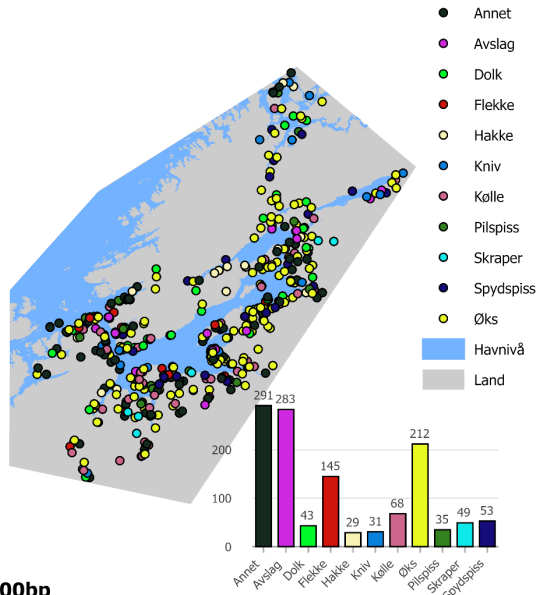 Annet
Avslag
Dolk
Flekke
Hakke
Kniv
Kølle
Pilspiss
Skraper
Spydspiss
Øks
Havnivå
Land
291 283 43 145 29 31 68 212 35 49 53
200
100
0
Annet Avslag Dolk Flekke Hakke Kniv Kølle Øks Pilspiss Skraper Spydspiss
00bp